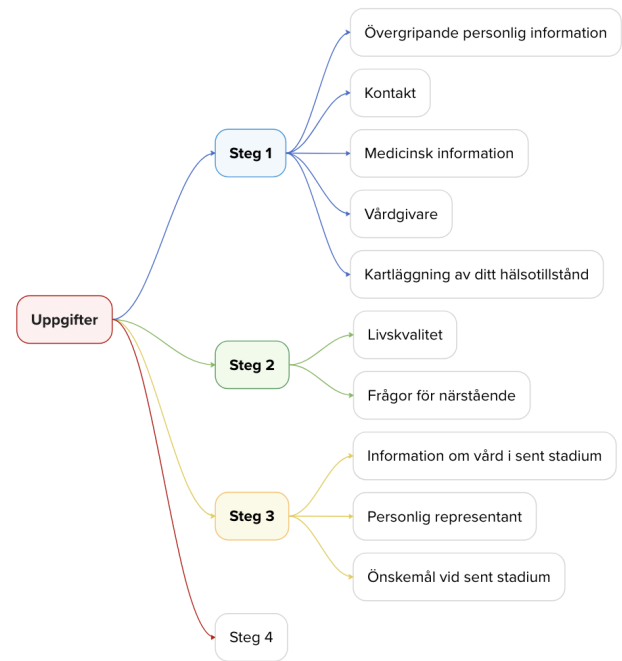 Uppgifter
Steg 1
Övergripande personlig information
Kontakt
Medicinsk information
Vårdgivare
Kartläggning av ditt hälsotillstånd
Steg 2
Livskvalitet
Frågor för närstående
Steg 3
Information om vård i sent stadium
Personlig representant
Önskemål vid sent stadium
Steg 4